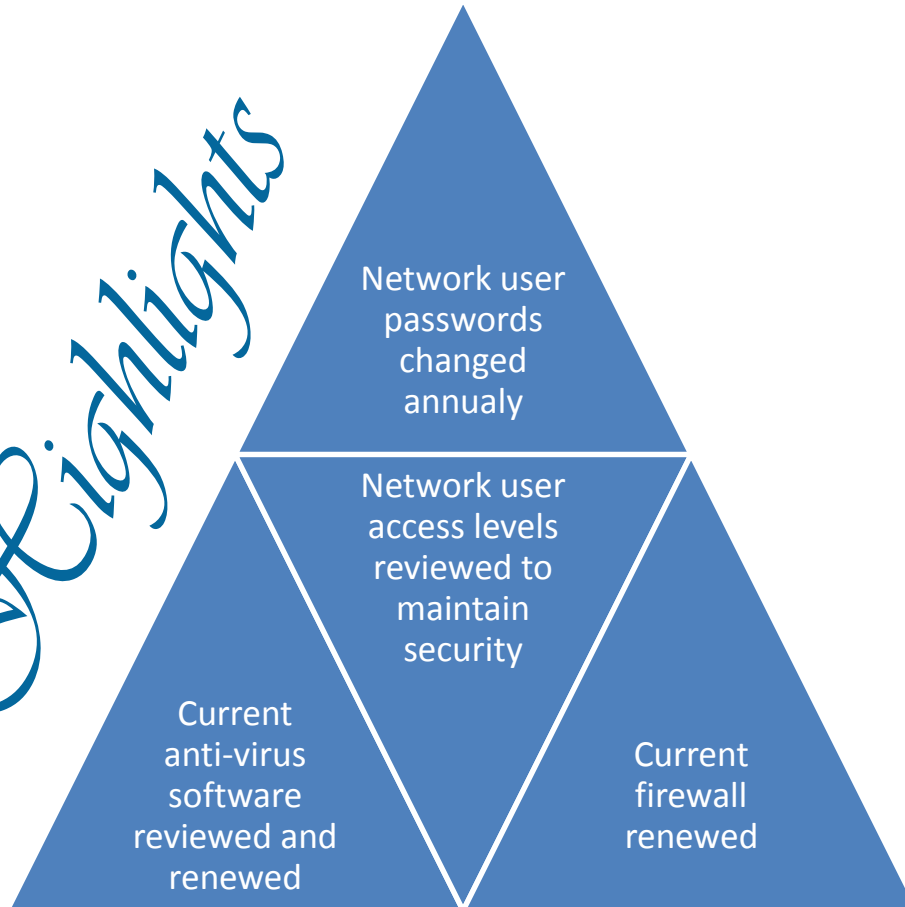 Highlights
Network user
passwords
changed
annualy
Network user
access levels
reviewed to
maintain
security
Current
anti-virus
software
reviewed and
renewed
Current
firewall
renewed